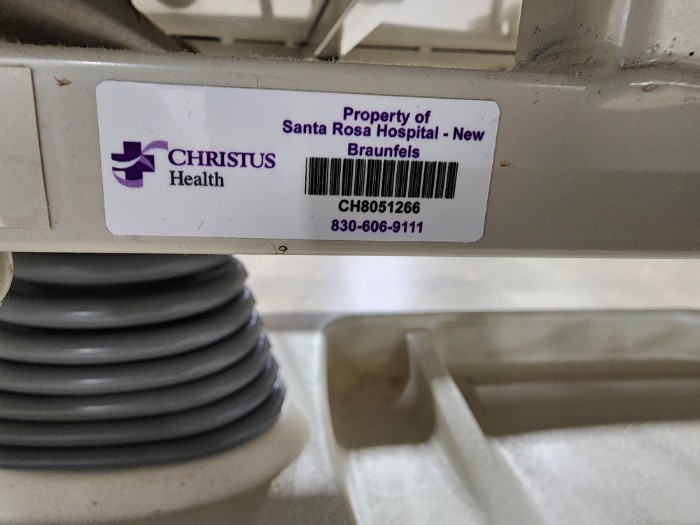 CHRISTUS
Health
Property of
Santa Rosa Hospital - New
Braunfels
CH8051266
830-606-9111